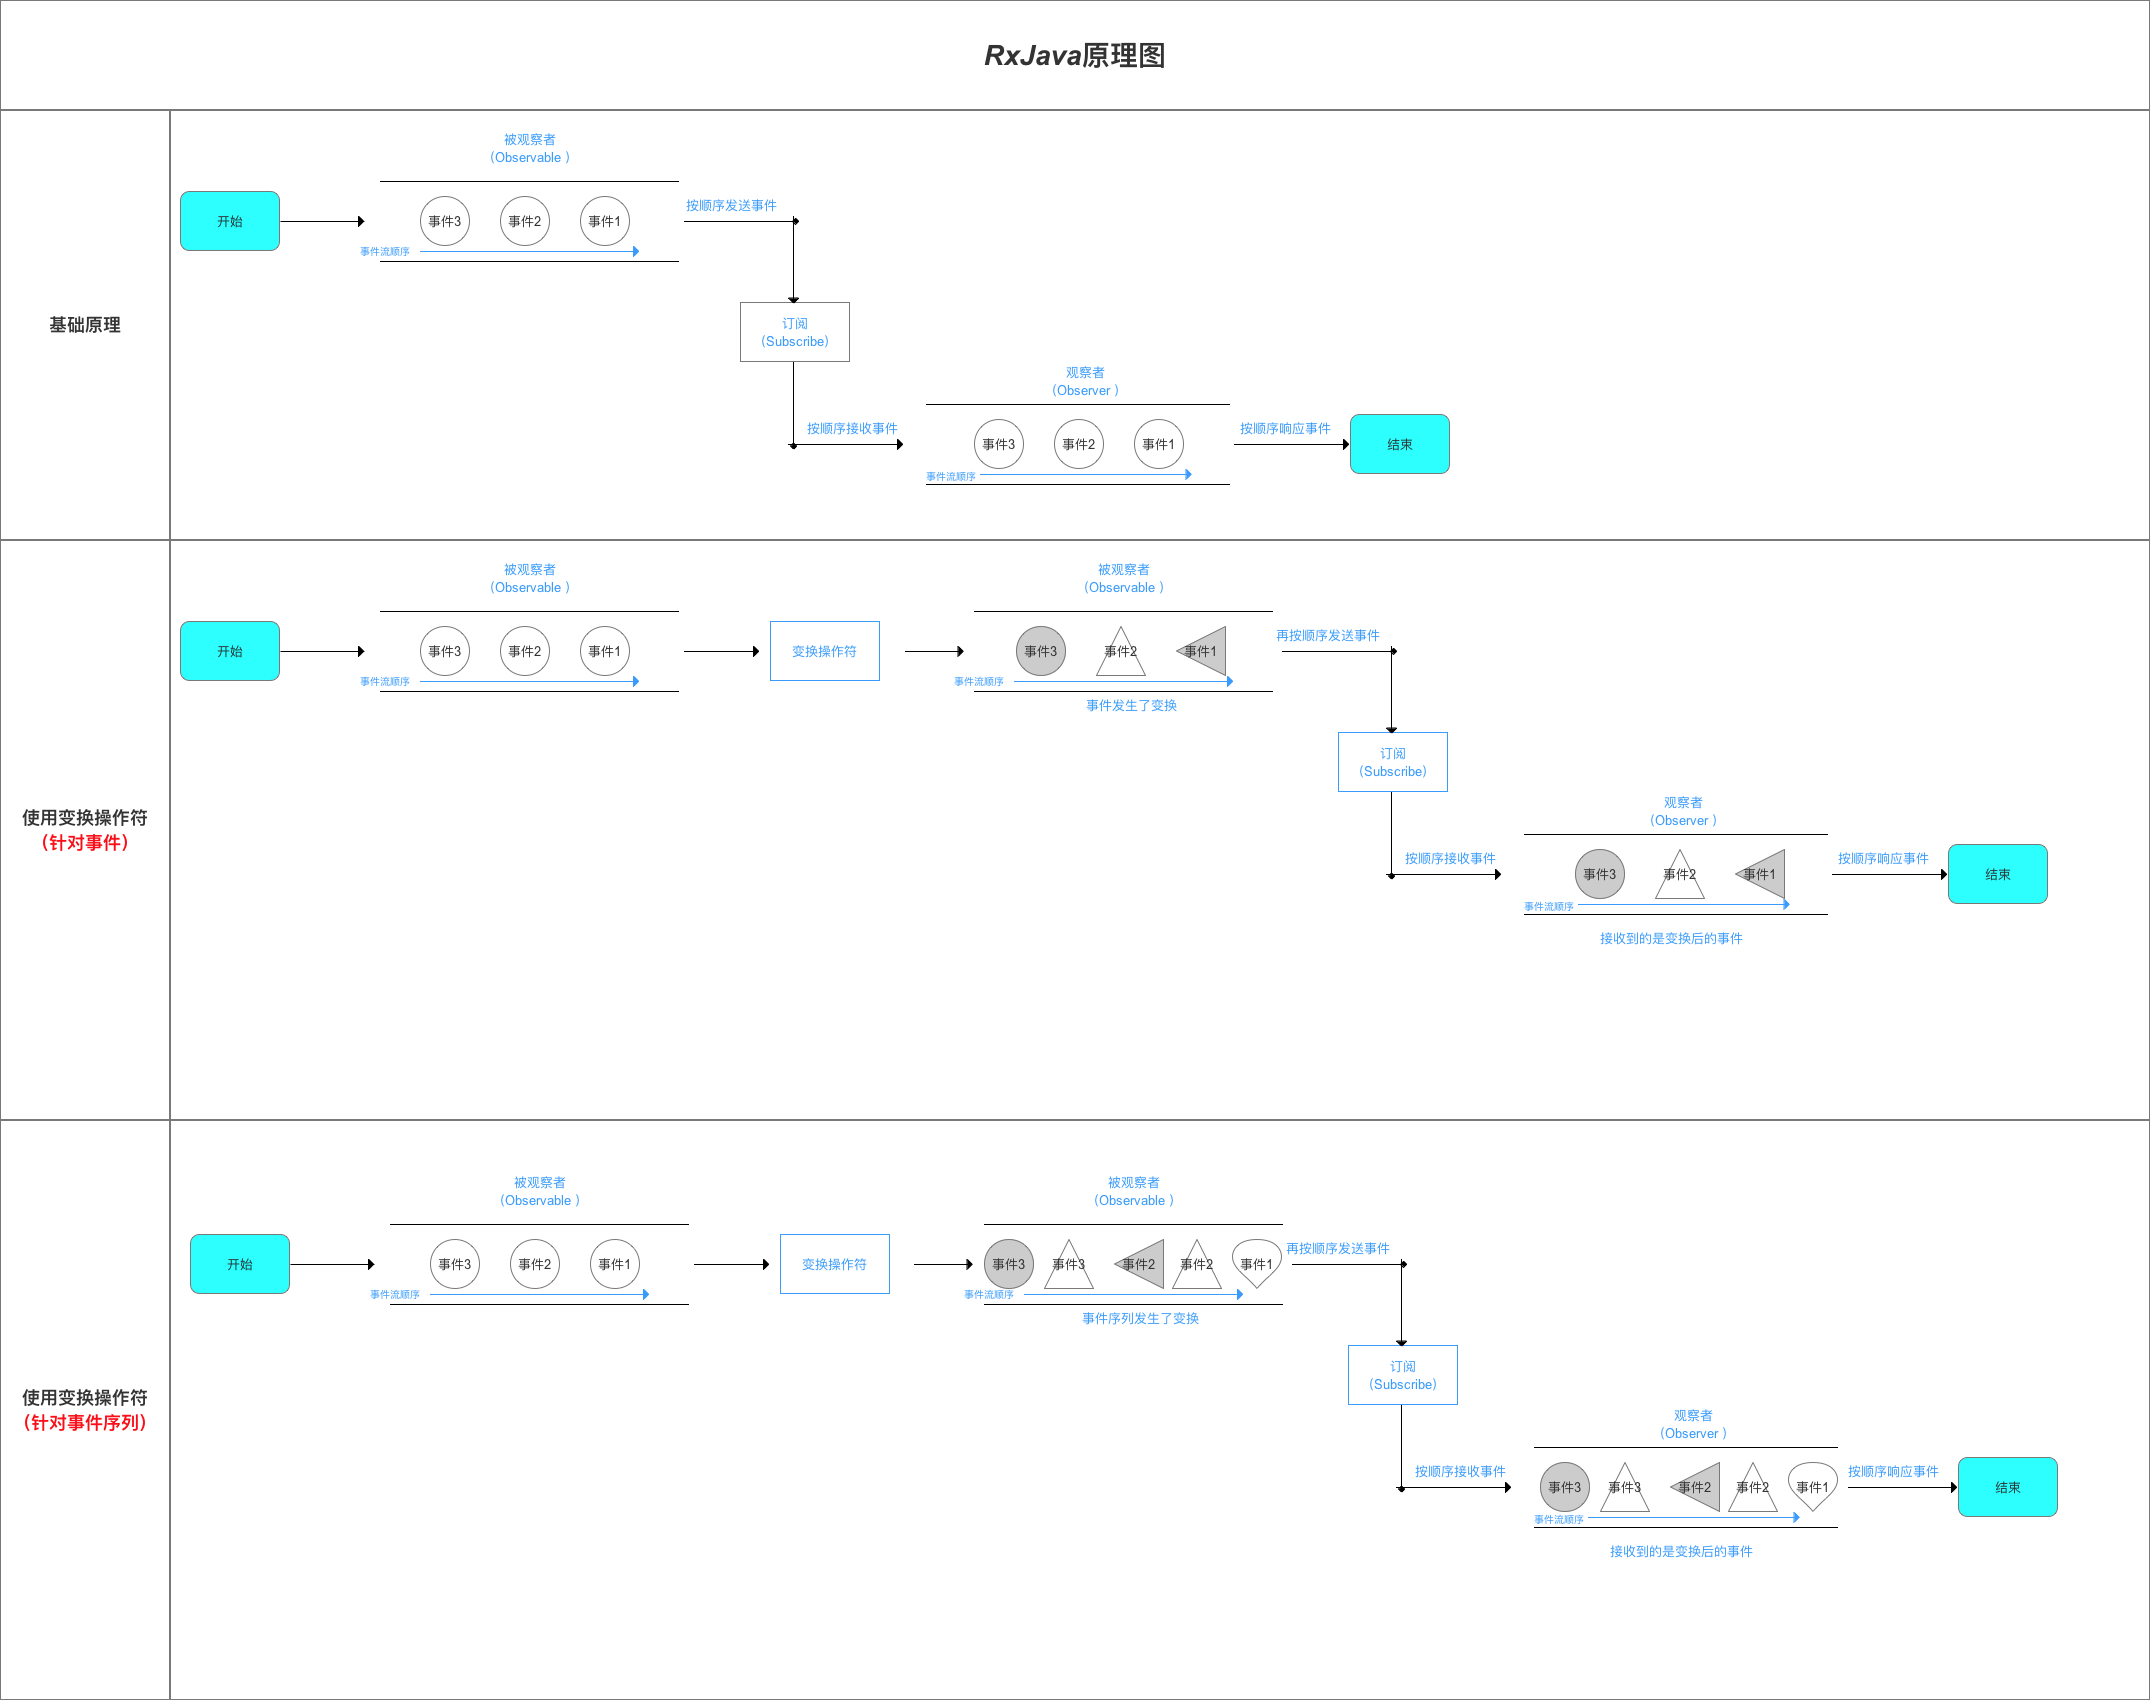 RxJava原理图
基础原理
被观察者
(Observable )
开始
事件3
事件2
事件1
事件流顺序
按顺序发送事件
订阅
(Subscribe)
按顺序接收事件
观察者
(Observer )
事件3
事件2
事件1
事件流顺序
按顺序响应事件
结束
使用变换操作符
(针对事件)
被观察者
(Observable )
开始
事件3
事件2
事件1
事件流顺序
变换操作符
被观察者
(Observable )
事件3
事件2
事件1
事件流顺序
事件发生了变换
再按顺序发送事件
订阅
(Subscribe)
按顺序接收事件
观察者
(Observer )
事件3
事件2
事件1
事件流顺序
接收到的是变换后的事件
按顺序响应事件
结束
使用变换操作符
(针对事件序列)
被观察者
(Observable )
开始
事件3
事件2
事件1
事件流顺序
变换操作符
被观察者
(Observable )
事件3
事件3
事件2
事件2
事件1
事件流顺序
事件序列发生了变换
再按顺序发送事件
订阅
(Subscribe)
按顺序接收事件
观察者
(Observer )
事件3
事件3
事件2
事件2
事件1
事件流顺序
接收到的是变换后的事件
按顺序响应事件
结束